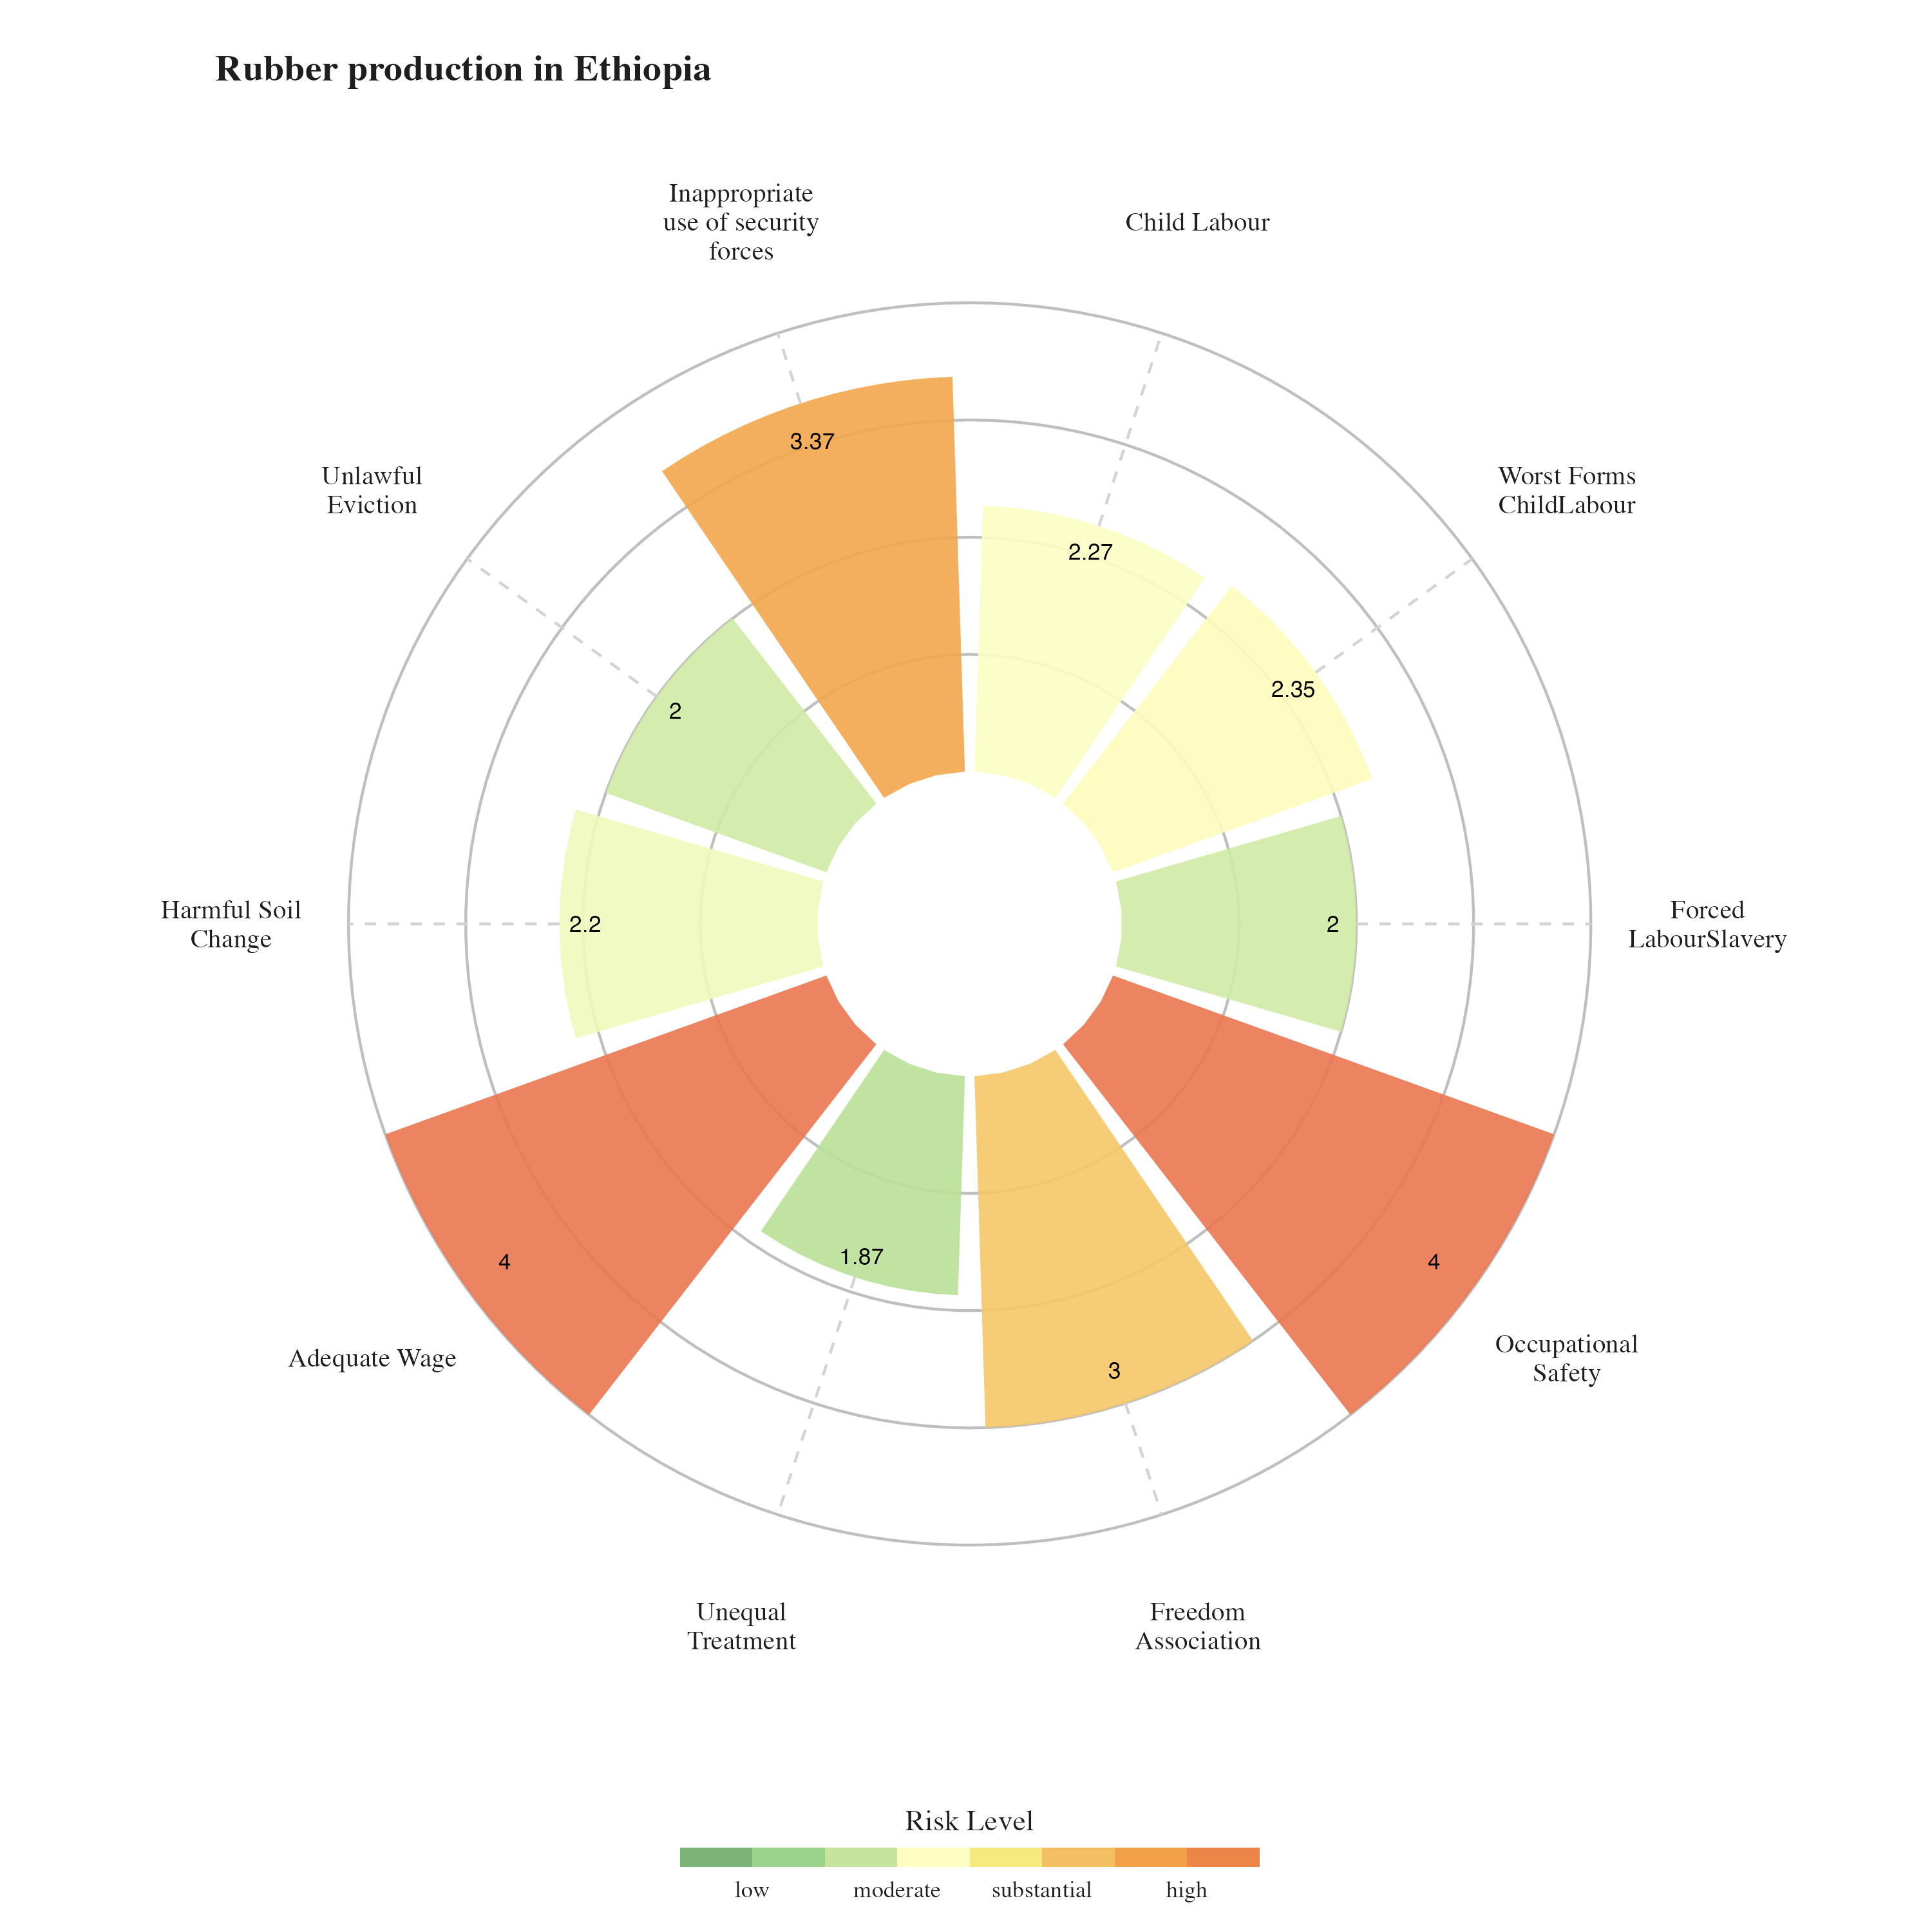 Rubber production in Ethiopia
Inappropriate
use of security
forces
Child Labour
Unlawful
Eviction
Worst Forms
ChildLabour
3.37
2.27
2.35
2
Harmful Soil
Change
2.2
2
Forced
LabourSlavery
4
1.87
3
4
Adequate Wage
Occupational
Safety
Unequal
Treatment
Freedom
Association
Risk Level
low
moderate
substantial
high